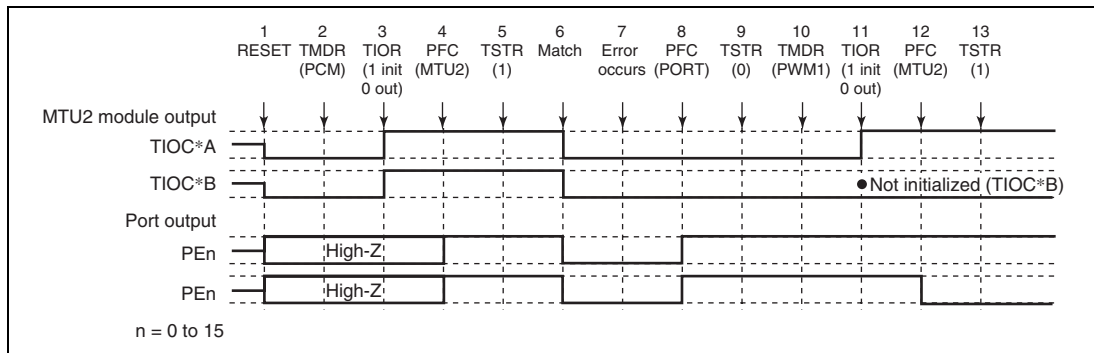 1 2 3 4 5 6 7 8 9 10 11 12 13
RESET TMDR TIOR PFC TSTR Match Error PFC TSTR TMDR TIOR PFC TSTR
(PCM) (1 init (MTU2) (1) occurs (PORT) (0) (PWM1) (1 init (MTU2) (1)
0 out) 0 out)
MTU2 module output
TIOC*A
TIOC*B
Not initialized (TIOC*B)
Port output
PEn
High-Z
PEn
High-Z
n = 0 to 15